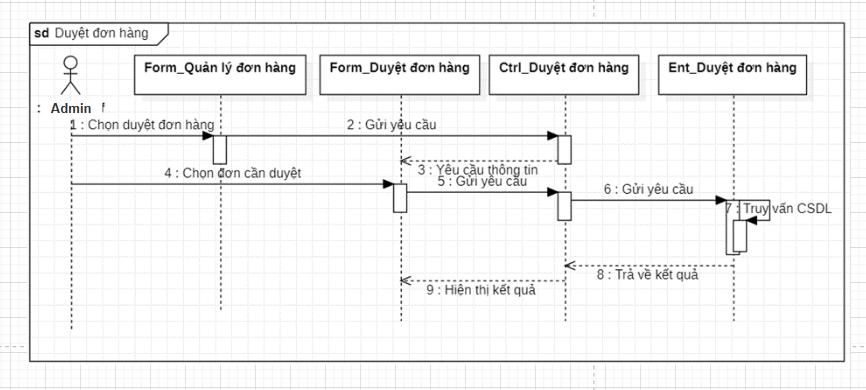 sd Duyệt đơn hàng
Form_Quản lý đơn hàng
Form_Duyệt đơn hàng
Ctrl_Duyệt đơn hàng
Ent_Duyệt đơn hàng
: Admin
1 : Chọn duyệt đơn hàng
2 : Gửi yêu cầu
3 : Yêu cầu thông tin
4 : Chọn đơn cần duyệt
5 : Gửi yêu cầu
6 : Gửi yêu cầu
7 : Truy vấn CSDL
8 : Trả về kết quả
9 : Hiện thị kết quả